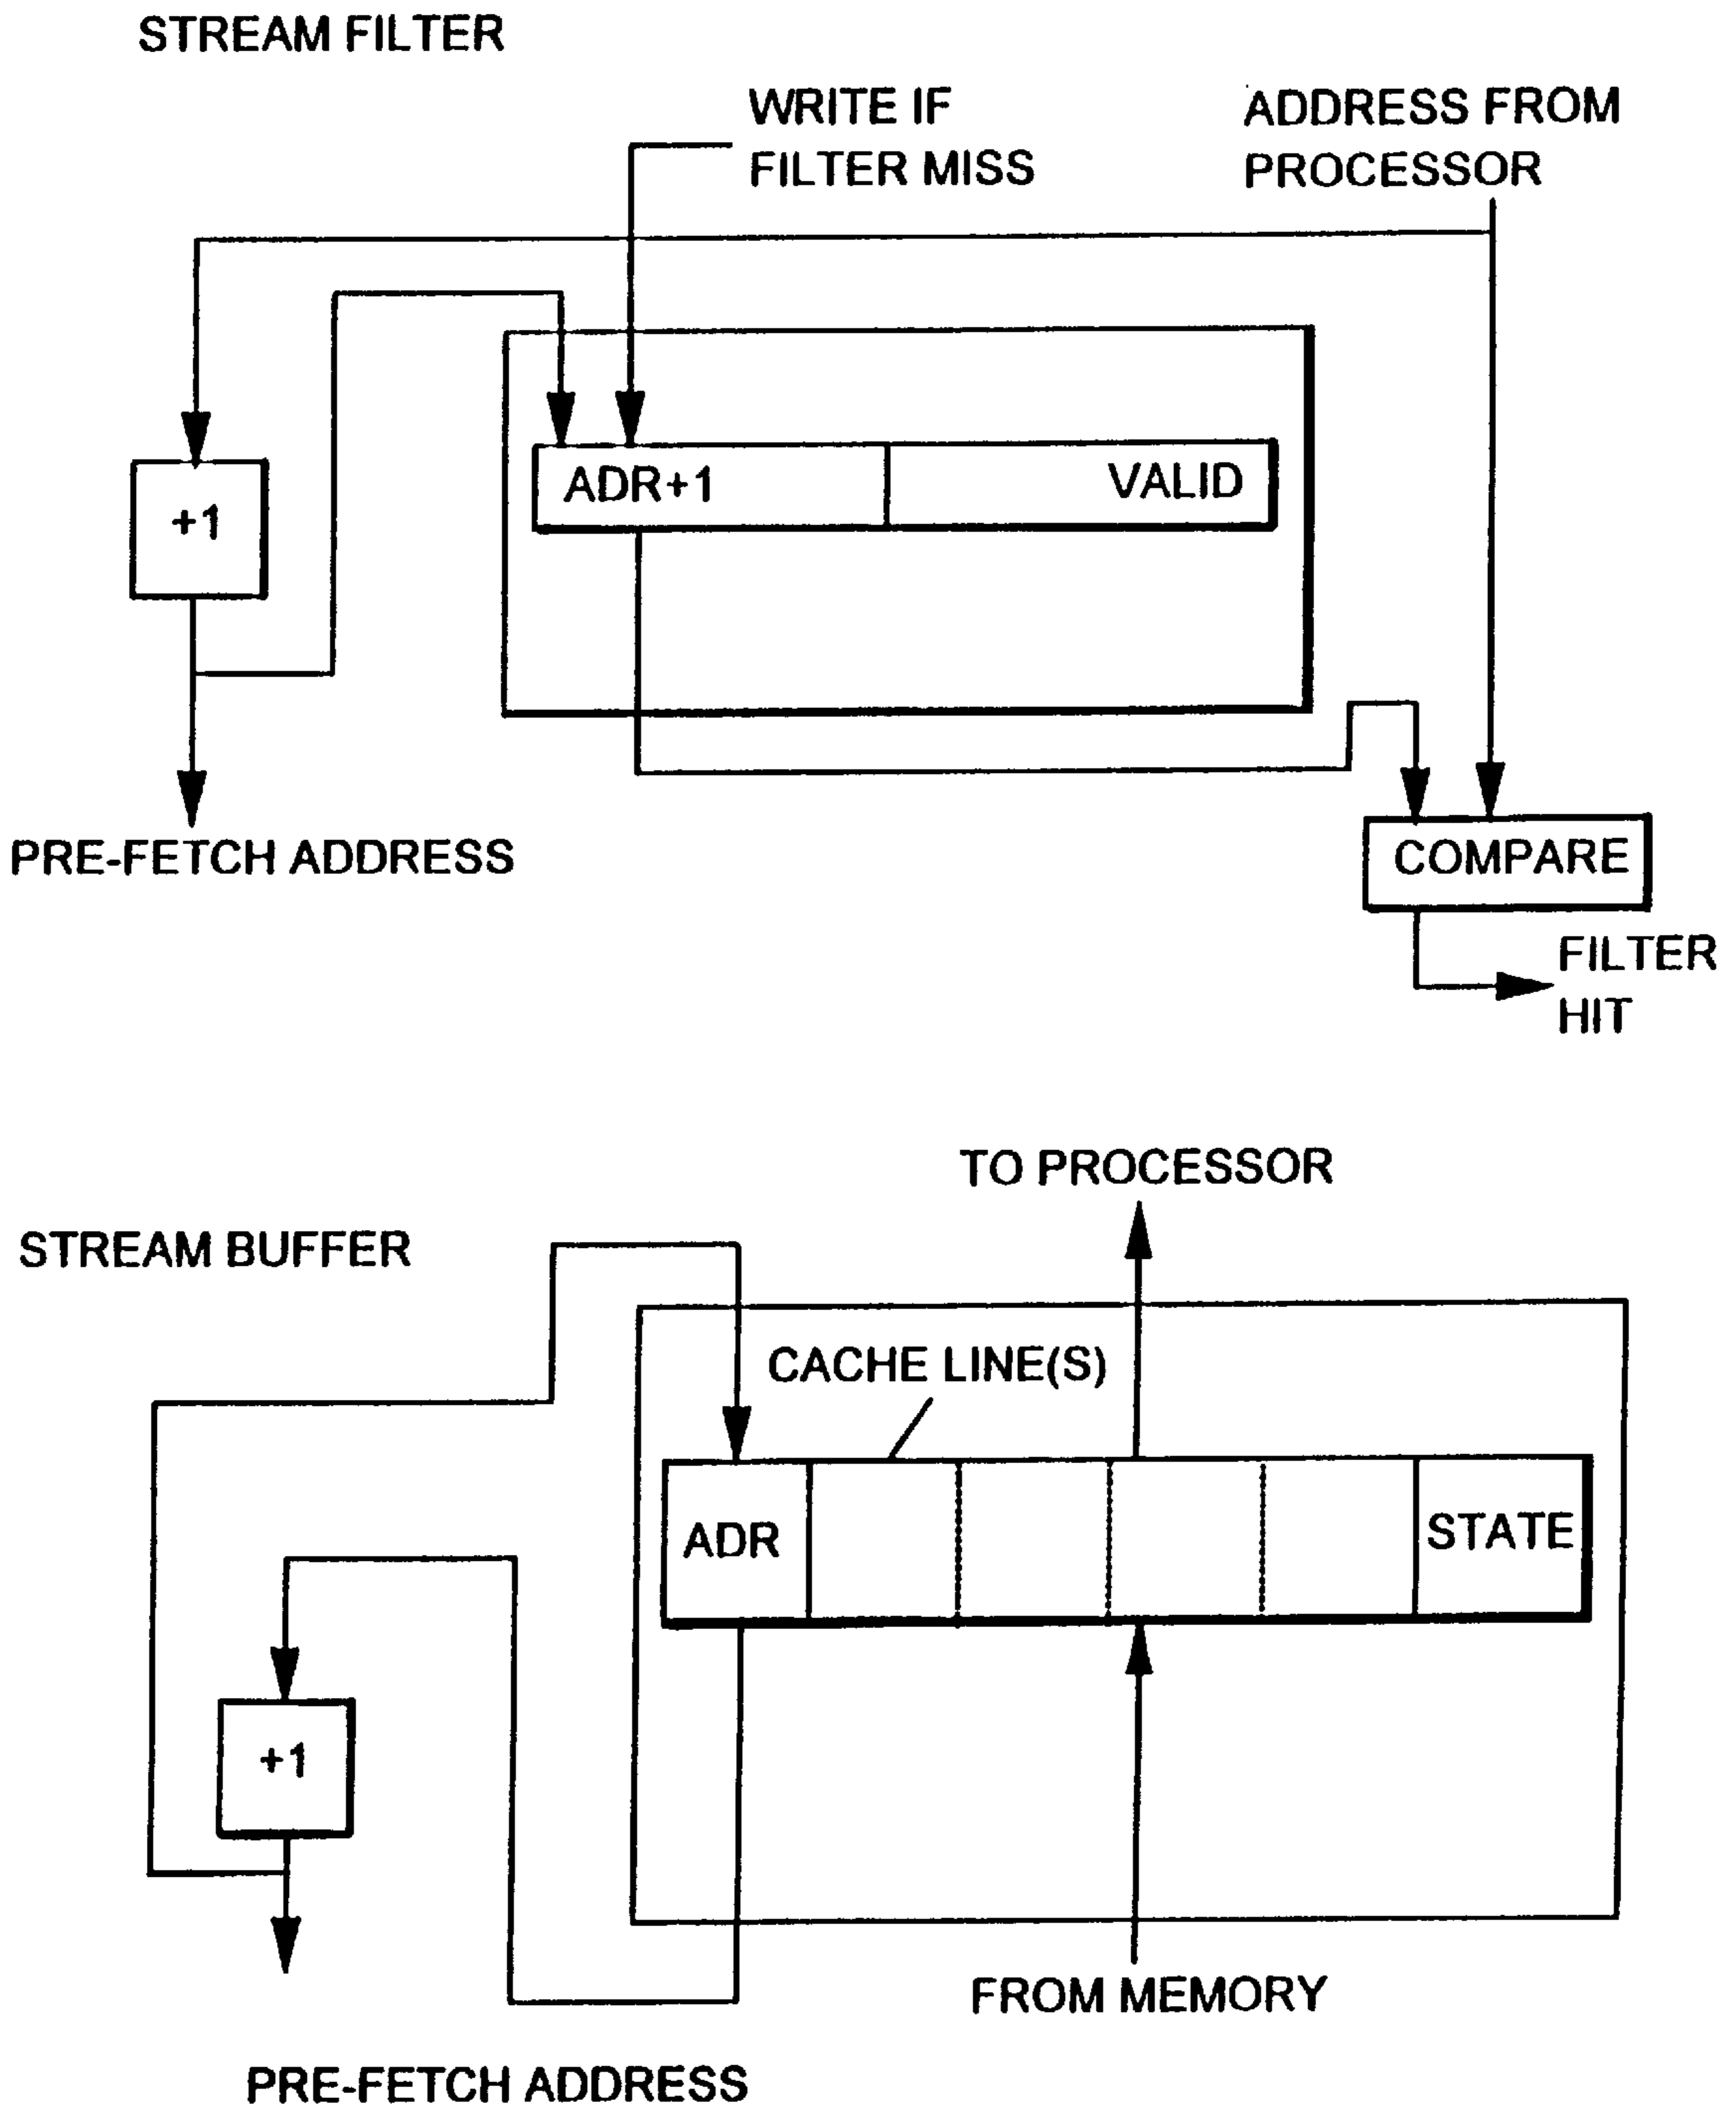 STREAM FILTER
WRITE IF
FILTER MISS
ADDRESS FROM
PROCESSOR
ADR+1
VALID
+1
PRE-FETCH ADDRESS
COMPARE
FILTER
HIT
TO PROCESSOR
STREAM BUFFER
CACHE LINE(S)
ADR
STATE
+1
FROM MEMORY
PRE-FETCH ADDRESS